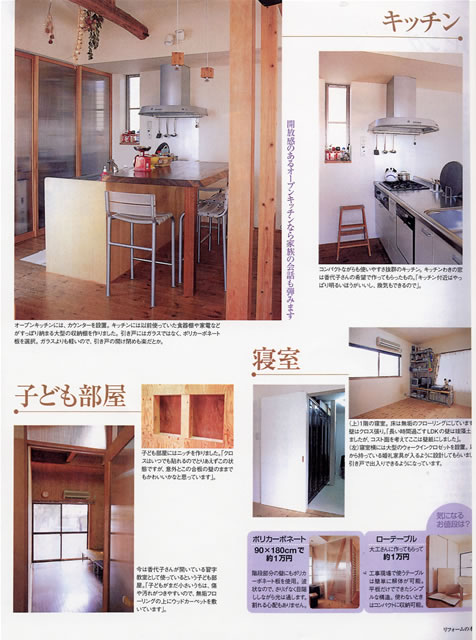 キッチン
開放感のあるオープンキッチンなら家族の会話も弾みます
オープンキッチンには、カウンターを設置。キッチンには以前使っていた食器棚や家電など
がすっぽり納まる大型の収納棚を作りました。引き戸にはガラスではなく、ポリカーボネート
板を選択。ガラスよりも軽いので、引き戸の開け閉めも楽だとか。
コンパクトながらも使いやすさ抜群のキッチン。キッチンわきの窓
は香代子さんの希望で作ってもらったもの。「キッチン付近はやっ
ぱり明るいほうがいいし、換気もできるので」。
寝室
子ども部屋
子ども部屋にはニッチを作りました。「クロ
スはいつでも貼れるのでとりあえずこの状
態ですが、意外とこの合板の壁のままで
もかわいいかなと思っています」。
(上)1階の寝室。床は無垢のフローリングにしています
壁はクロス張り。「長い時間過ごすLDKの壁は珪藻土
ましたが、コスト面を考えてここは壁紙にしました」。
(左)寝室横には大型のウォークインクロゼットを設置。
から持っている婚礼家具が入るように設計してもらいま
引き戸で出入りできるようになっています。
今は香代子さんが開いている習字
教室として使っているという子ども部
屋。「子どもがまだ小さいうちは、傷
や汚れがつきやすいので、無垢フロ
ーリングの上にウッドカーペットを敷
いています」。
気になる
お値段は?
ポリカーボネート
90×180cmで
約1万円
階段部分の壁にもポリカ
ーボネート板を使用。波
状なので、さりげなく目隠
ししながら光は通します。
割れる心配もありません。
ローテーブル
大工さんに作ってもらって
約1万円
工事現場で使うテーブル
は簡単に解体が可能。
平板だけでできたシンプ
ルな構造。使わないとき
はコンパクトに収納可能。
リフォームの本